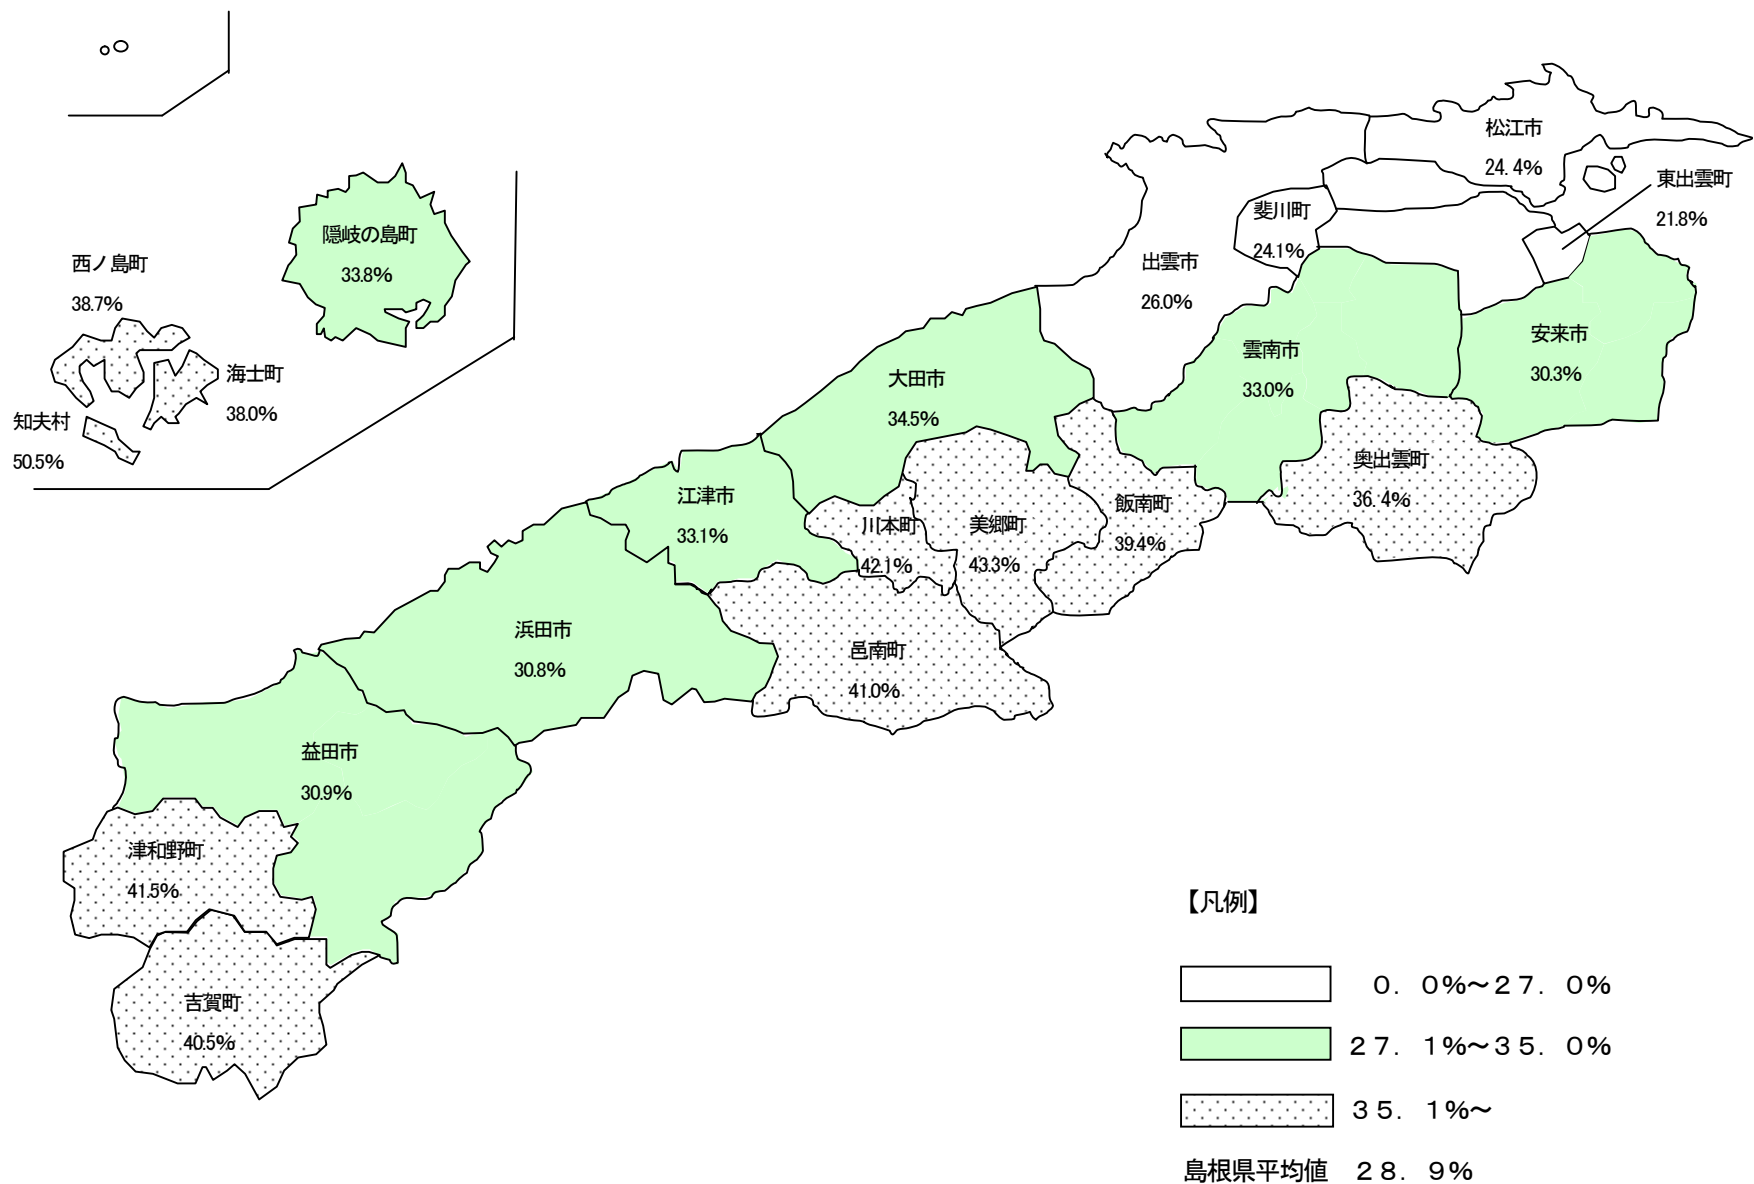 松江市
24.4%
東出雲町
21.8%
斐川町
24.1%
出雲市
26.0%
隠岐の島町
33.8%
西ノ島町
38.7%
海士町
38.0%
知夫村
50.5%
安来市
30.3%
雲南市
33.0%
大田市
34.5%
奥出雲町
36.4%
江津市
33.1%
川本町
42.1%
美郷町
43.3%
飯南町
39.4%
浜田市
30.8%
邑南町
41.0%
益田市
30.9%
津和野町
41.5%
吉賀町
40.5%
【凡例】
０．０%～２７．０%
２７．１%～３５．０%
３５．１%～
島根県平均値 ２８．９%